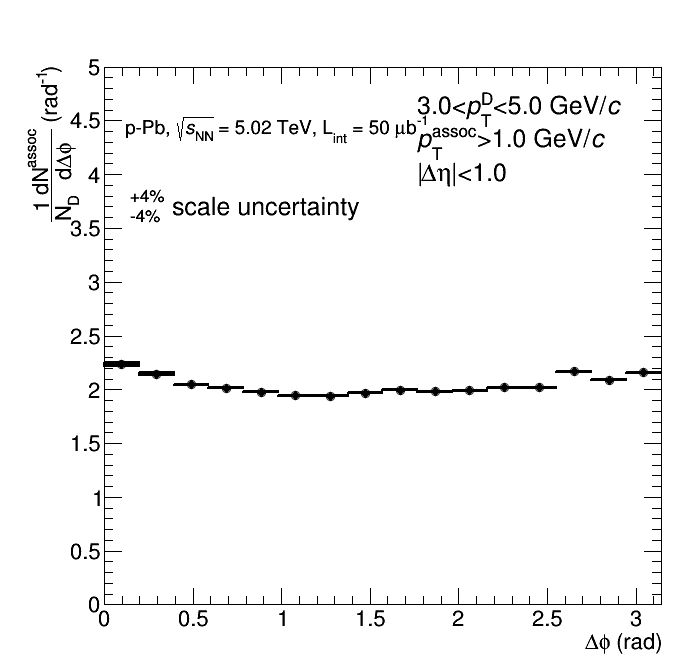 1 dN^assoc
N_D dΔφ (rad^-1)
5
4.5
4
3.5
3
2.5
2
1.5
1
0.5
0
p-Pb, √s_NN = 5.02 TeV, L_int = 50 μb^-1
3.0<p_T^D<5.0 GeV/c
p_T^assoc>1.0 GeV/c
|Δη|<1.0
+4%
-4% scale uncertainty
0 0.5 1 1.5 2 2.5 3
Δφ (rad)